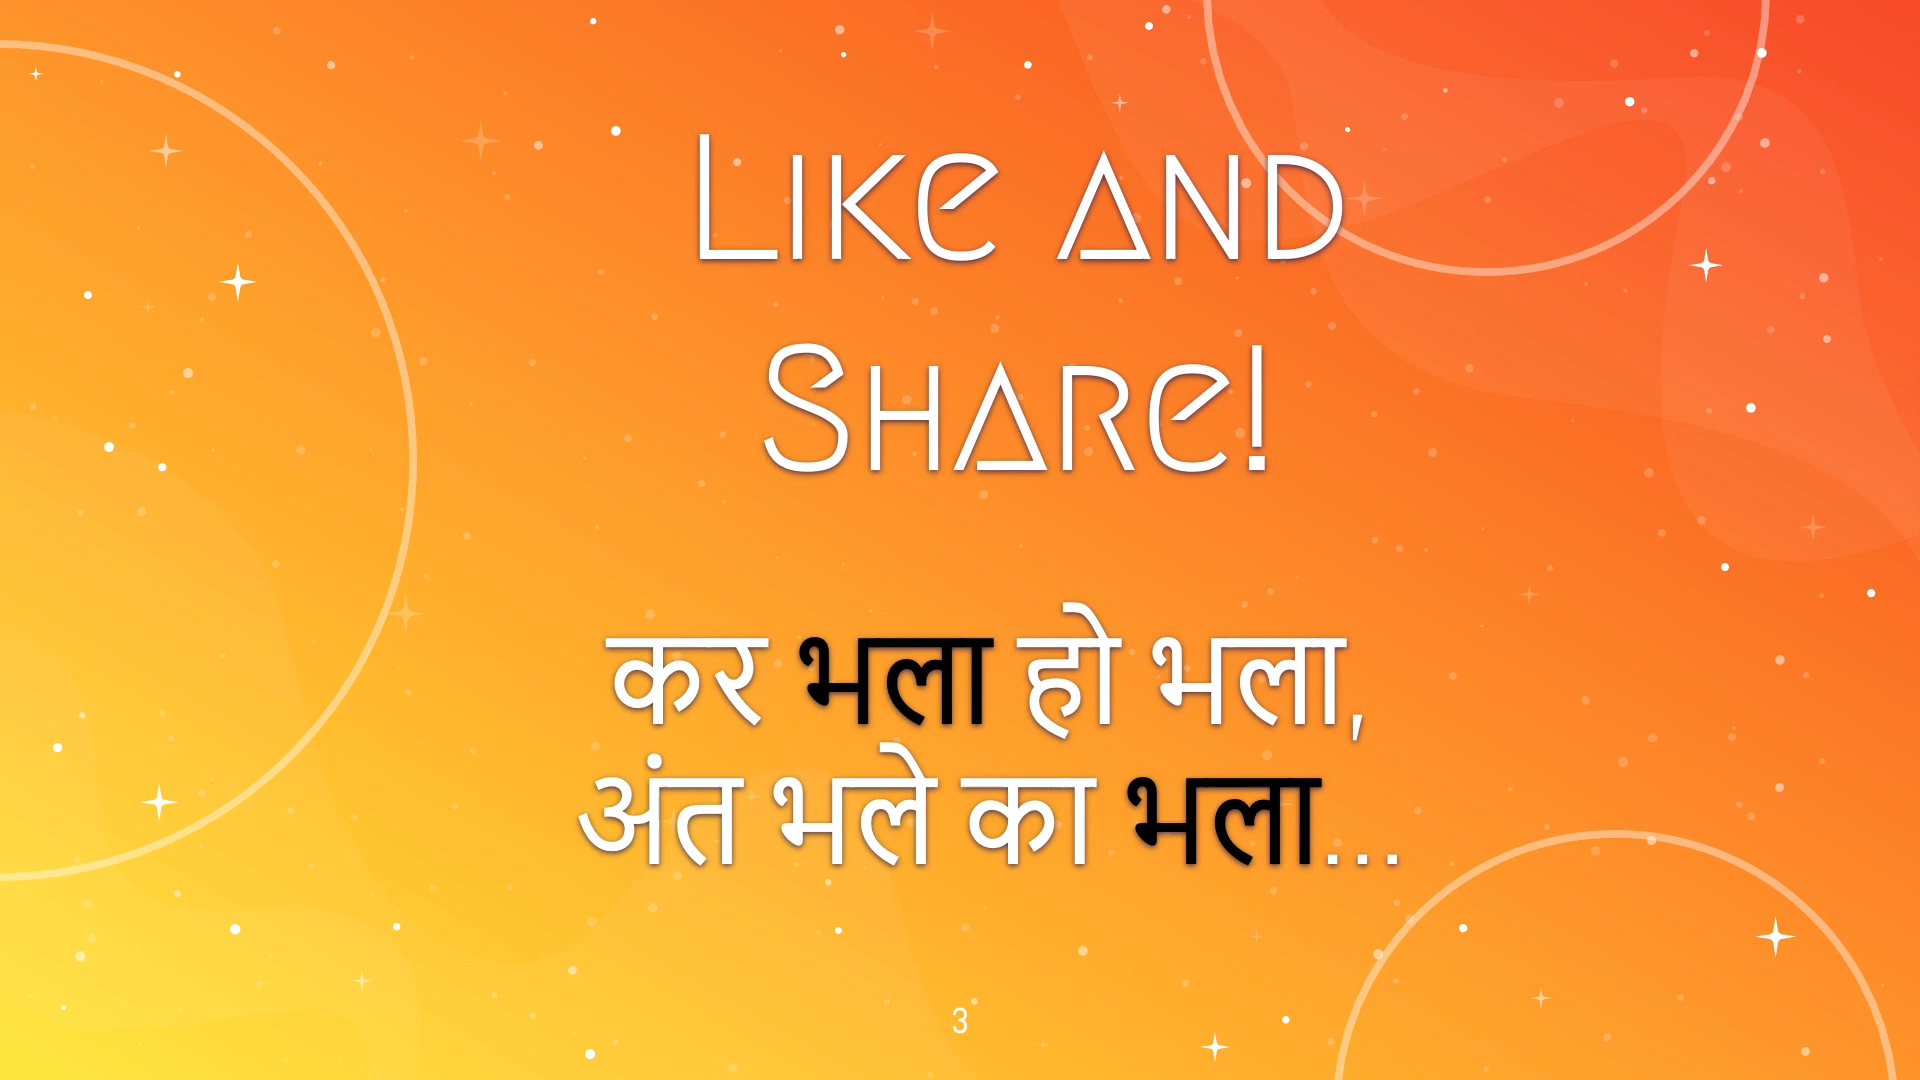 Like and
Share!
कर भला हो भला,
अंत भले का भला...
3